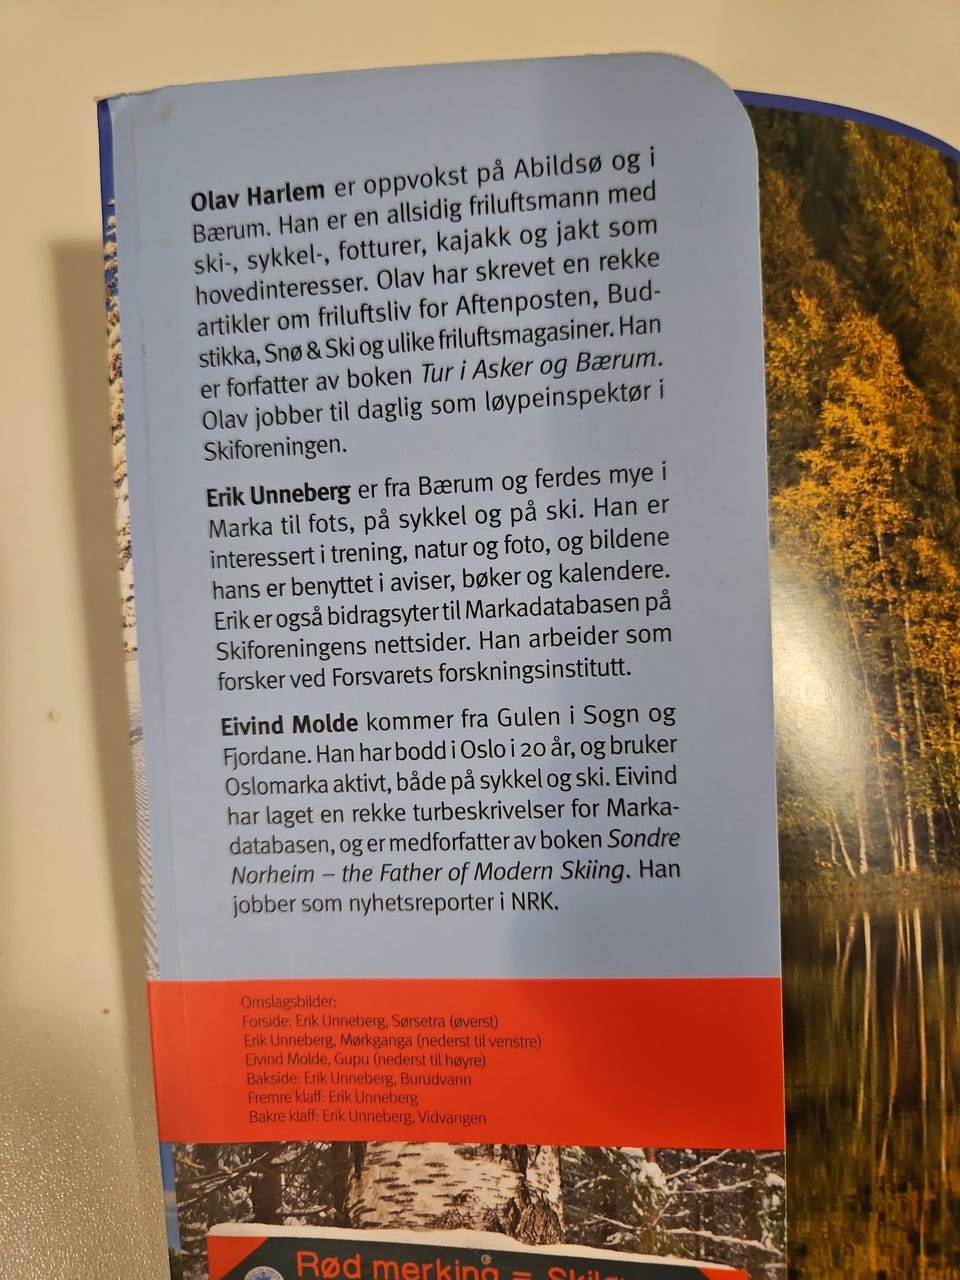 Olav Harlem er oppvokst på Abildsø og i
Bærum. Han er en allsidig friluftsmann med
ski-, sykkel-, fotturer, kajakk og jakt som
hovedinteresser. Olav har skrevet en rekke
artikler om friluftsliv for Aftenposten, Bud-
stikka, Snø & Ski og ulike friluftsmagasiner. Han
er forfatter av boken Tur i Asker og Bærum.
Olav jobber til daglig som løypeinspektør i
Skiforeningen.
Erik Unneberg er fra Bærum og ferdes mye i
Marka til fots, på sykkel og på ski. Han er
interessert i trening, natur og foto, og bildene
hans er benyttet i aviser, bøker og kalendere.
Erik er også bidragsyter til Markadatabasen på
Skiforeningens nettsider. Han arbeider som
forsker ved Forsvarets forskningsinstitutt.
Eivind Molde kommer fra Gulen i Sogn og
Fjordane. Han har bodd i Oslo i 20 år, og bruker
Oslomarka aktivt, både på sykkel og ski. Eivind
har laget en rekke turbeskrivelser for Marka-
databasen, og er medforfatter av boken Sondre
Norheim – the Father of Modern Skiing. Han
jobber som nyhetsreporter i NRK.
Omslagsbilder:
Forside: Erik Unneberg, Sørsetra (øverst)
Erik Unneberg, Mørkganga (nederst til venstre)
Eivind Molde, Gupu (nederst til høyre)
Bakside: Erik Unneberg, Burudvann
Fremre klaff: Erik Unneberg
Bakre klaff: Erik Unneberg, Vidvangen
Rød merking =